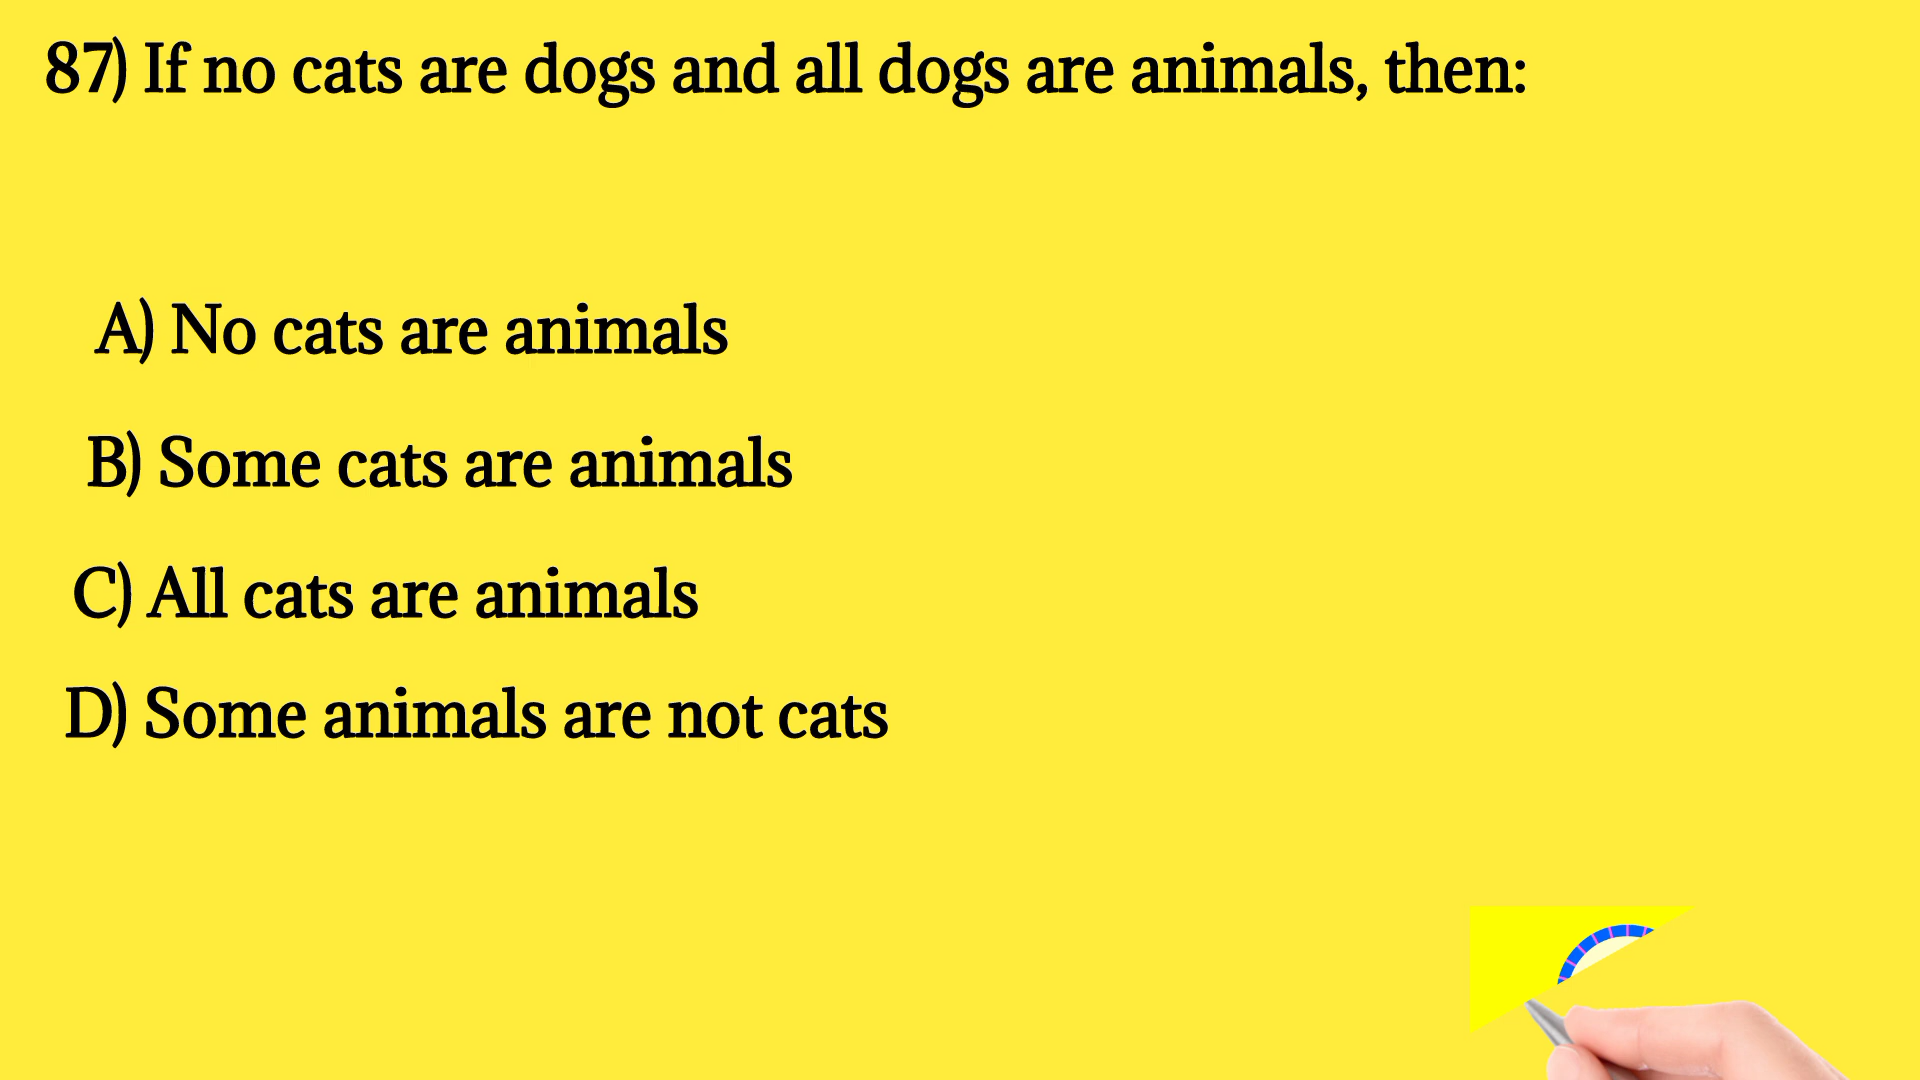 87) If no cats are dogs and all dogs are animals, then:
A) No cats are animals
B) Some cats are animals
C) All cats are animals
D) Some animals are not cats